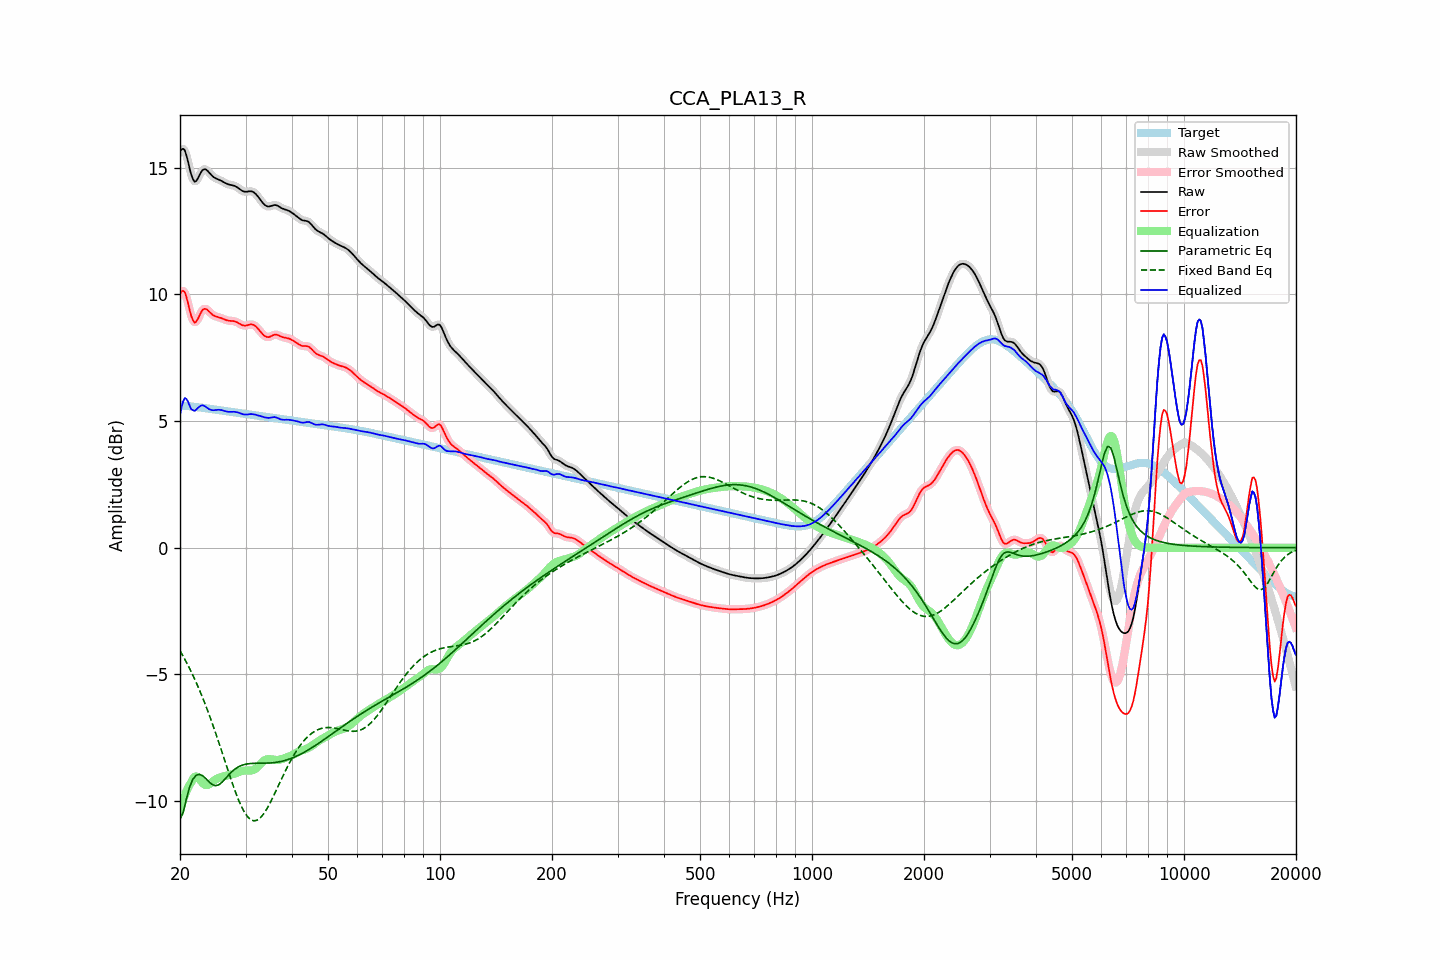 CCA_PLA13_R
Target
Raw Smoothed
Error Smoothed
Raw
Error
Equalization
Parametric Eq
Fixed Band Eq
Equalized
Amplitude (dBr)
15
10
5
0
−5
−10
20 50 100 200 500 1000 2000 5000 10000 20000
Frequency (Hz)